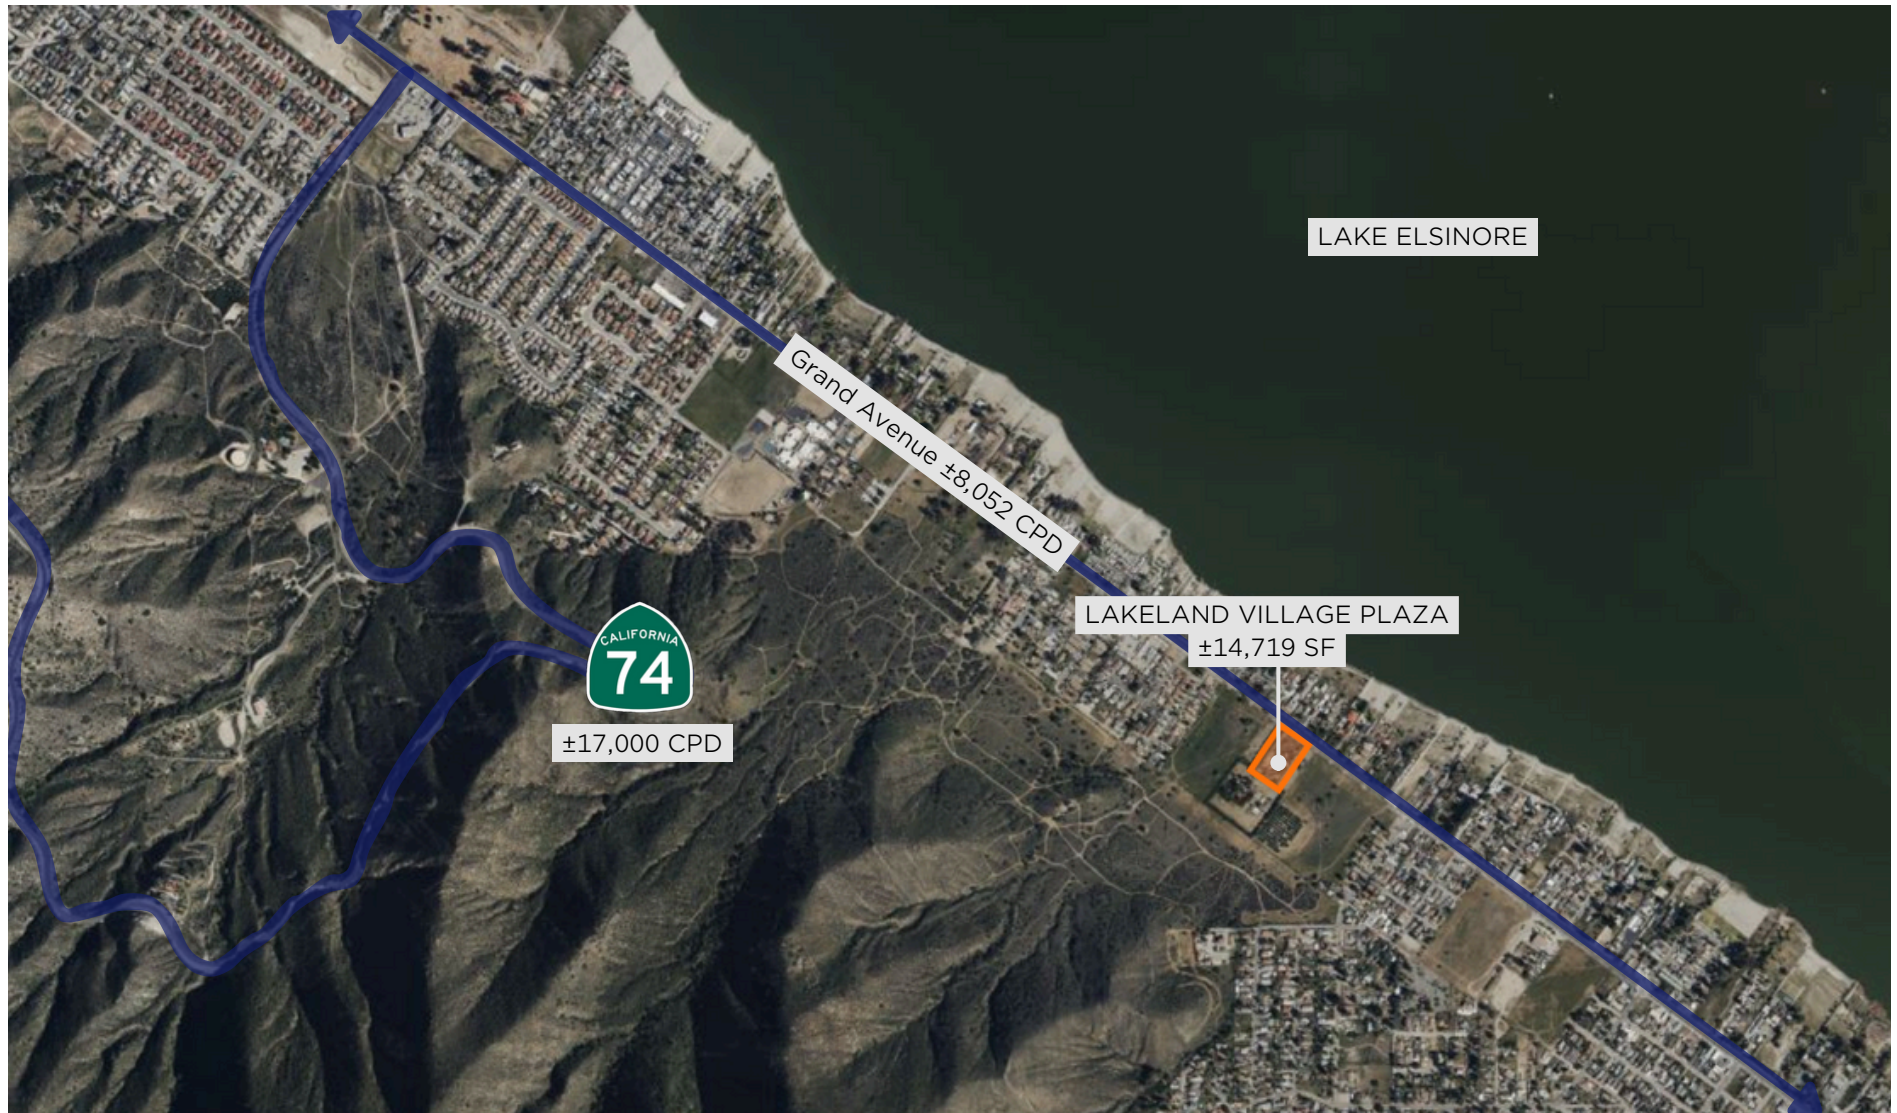 LAKE ELSINORE
Grand Avenue ±8,052 CPD
LAKELAND VILLAGE PLAZA
±14,719 SF
CALIFORNIA
74
±17,000 CPD